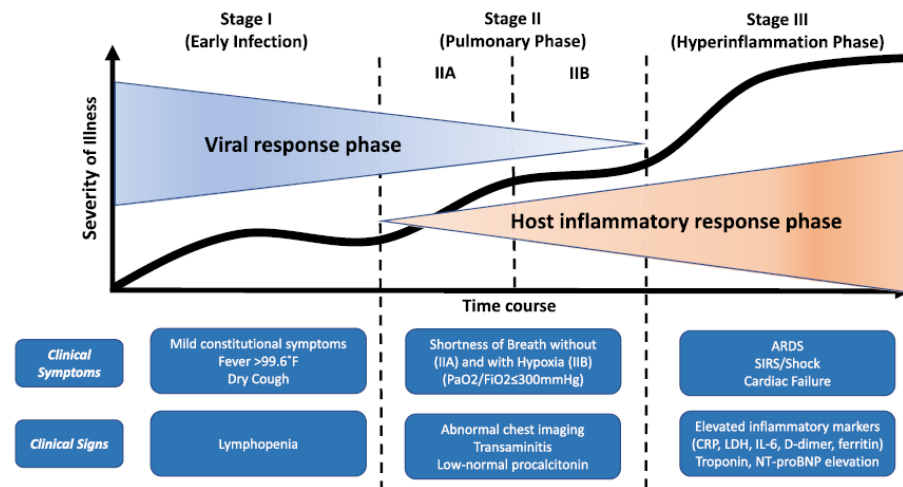 Stage I
(Early Infection)
Stage II
(Pulmonary Phase)
Stage III
(Hyperinflammation Phase)
IIA
IIB
Severity of Illness
Viral response phase
Host inflammatory response phase
Time course
Clinical
Symptoms
Mild constitutional symptoms
Fever >99.6°F
Dry Cough
Shortness of Breath without
(IIA) and with Hypoxia (IIB)
(PaO2/FiO2≤300mmHg)
ARDS
SIRS/Shock
Cardiac Failure
Clinical Signs
Lymphopenia
Abnormal chest imaging
Transaminitis
Low-normal procalcitonin
Elevated inflammatory markers
(CRP, LDH, IL-6, D-dimer, ferritin)
Troponin, NT-proBNP elevation